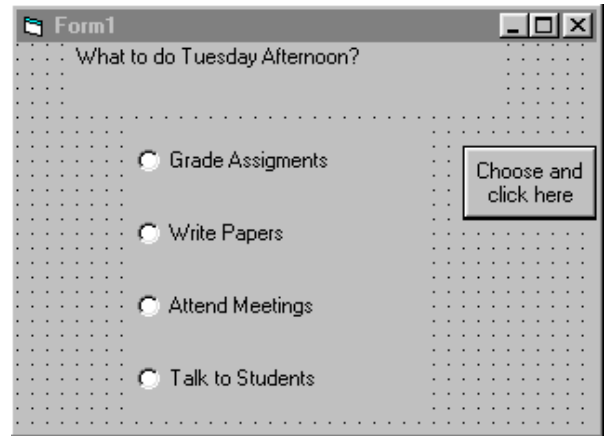 Form1
What to do Tuesday Afternoon?
Grade Assigments
Choose and
click here
Write Papers
Attend Meetings
Talk to Students